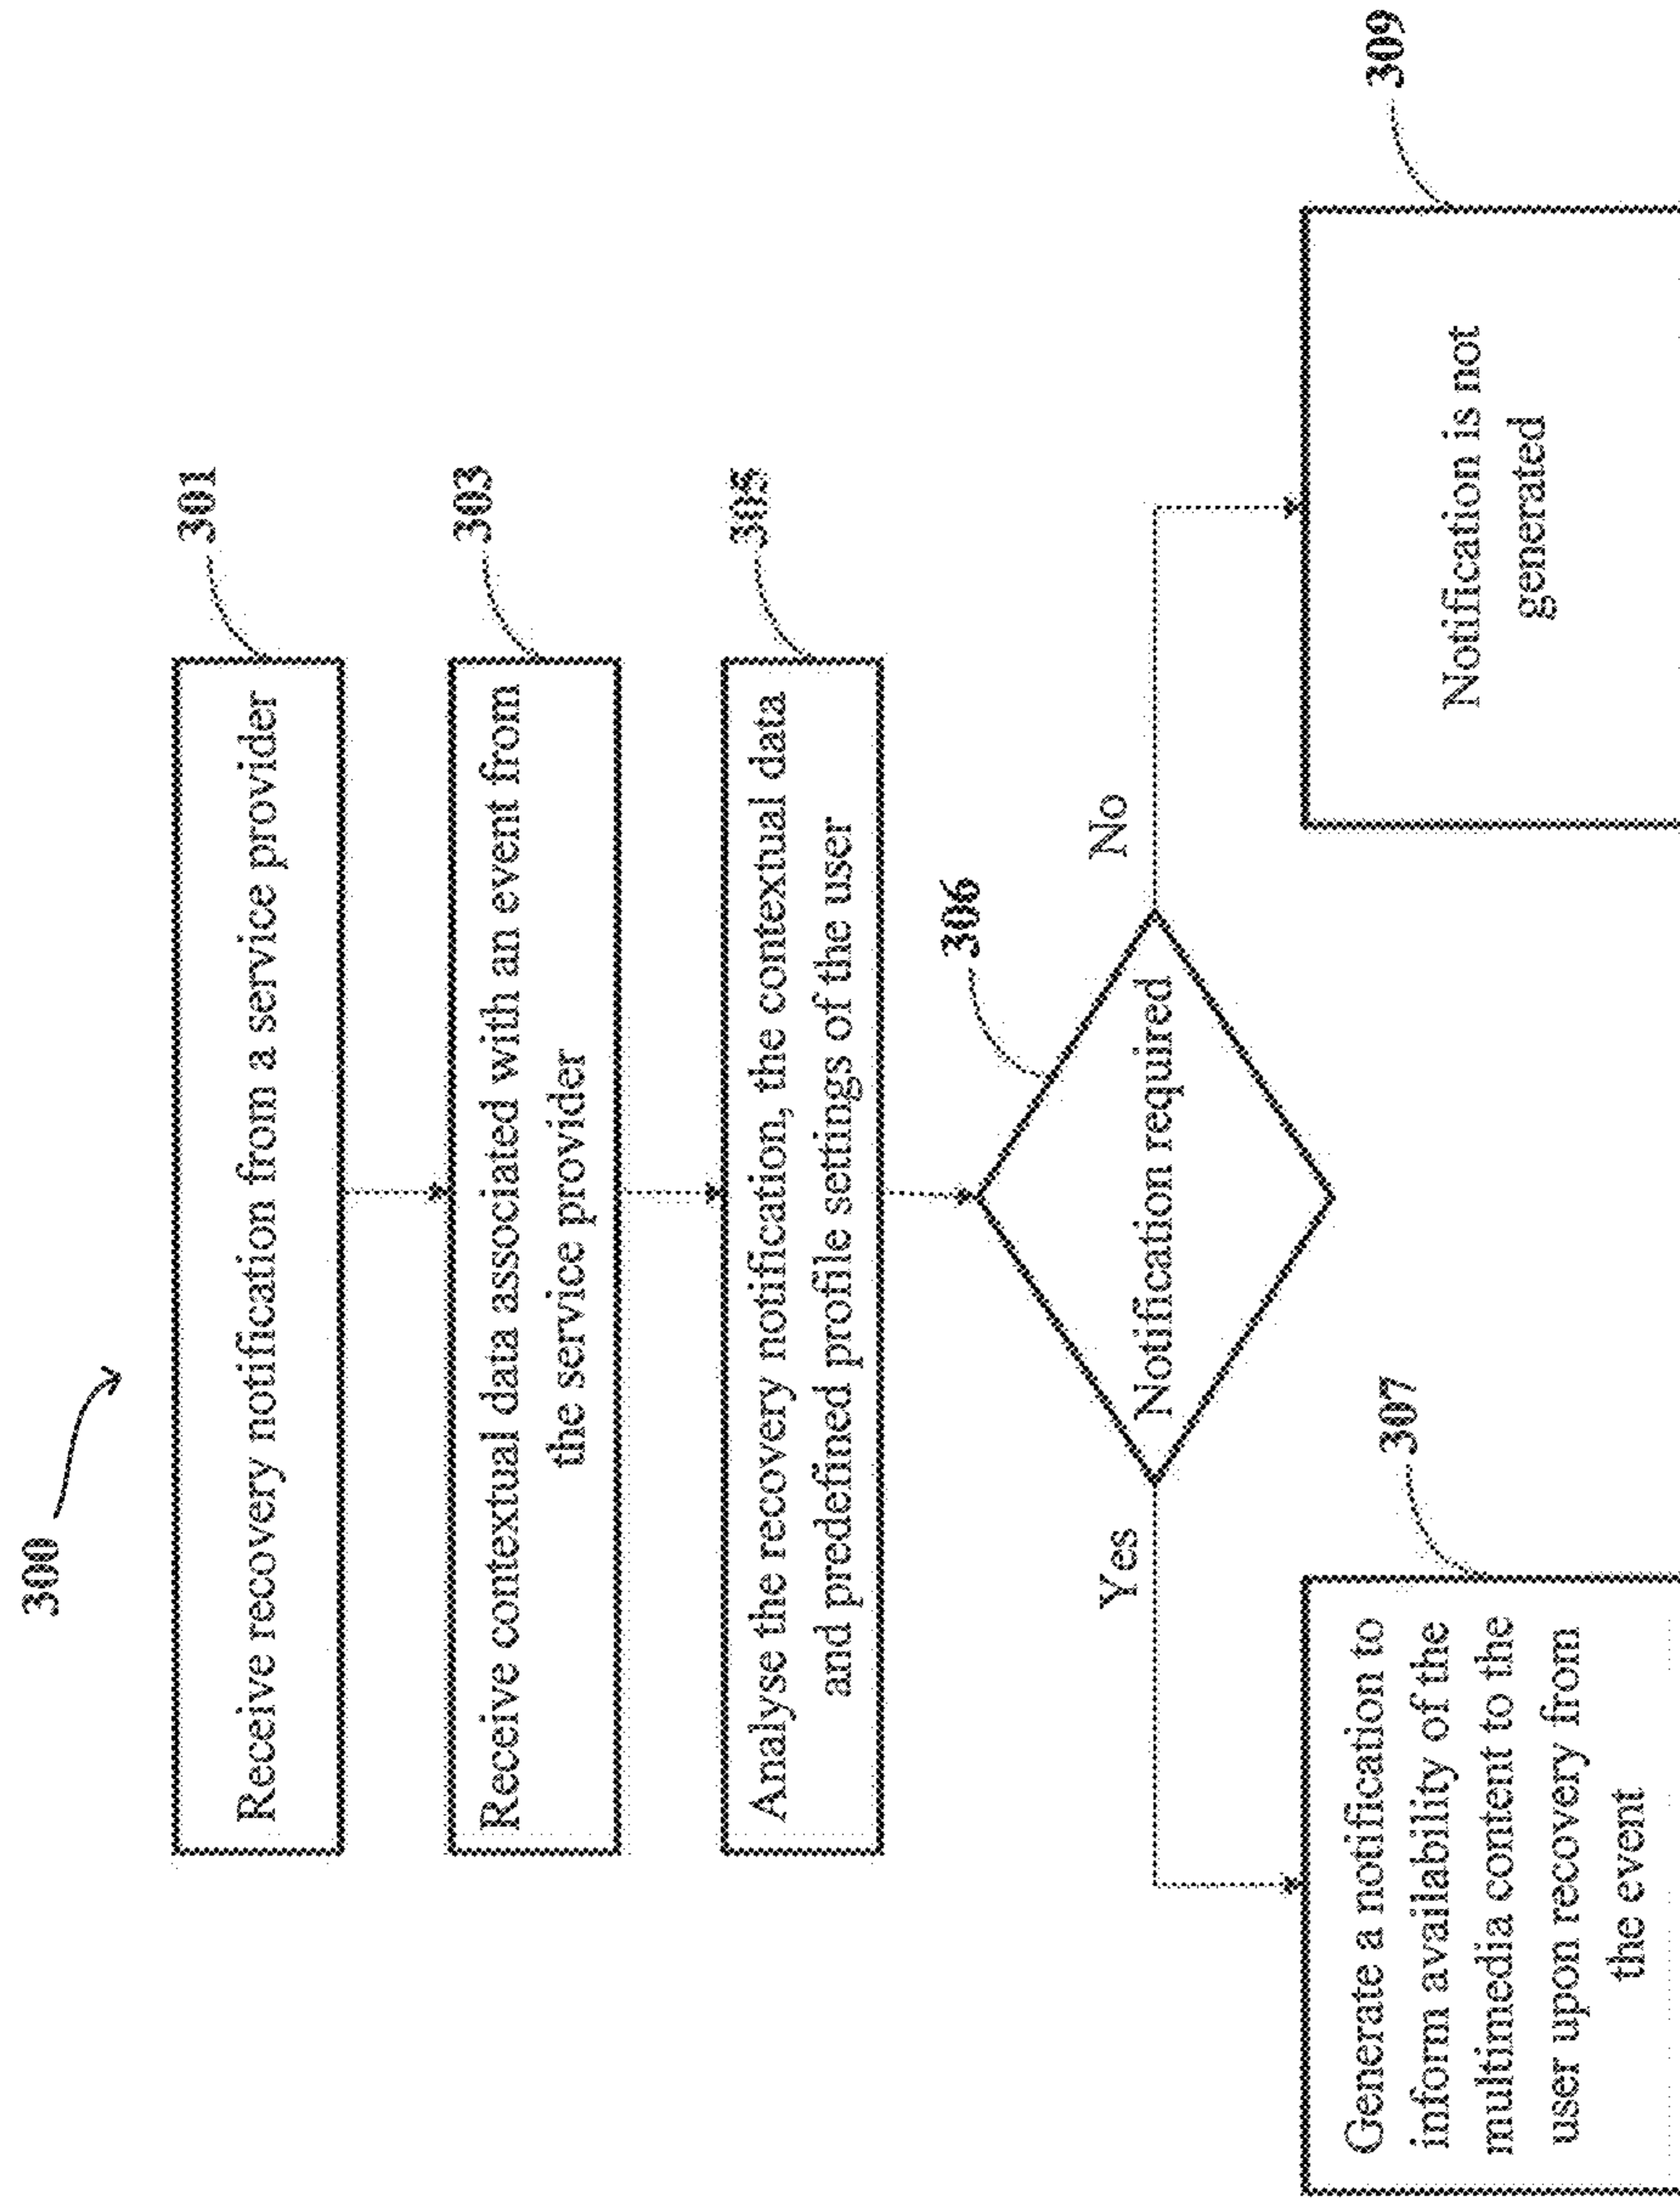 300
301
Receive recovery notification from a service provider
303
Receive contextual data associated with an event from
the service provider
305
Analyse the recovery notification, the contextual data
and predefined profile settings of the user
306
Notification required
Yes
No
307
Generate a notification to
inform availability of the
multimedia content to the
user upon recovery from
the event
309
Notification is not
generated